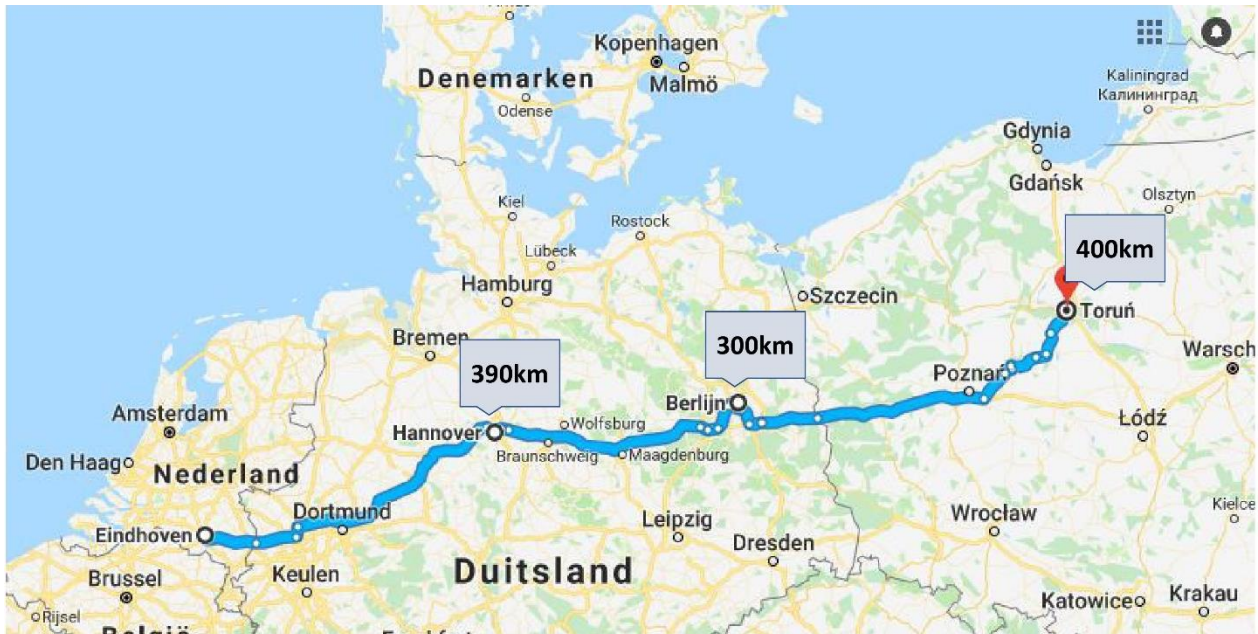 Kopenhagen
Malmö
Denemarken
Odense
Kaliningrad
Калининград
Gdynia
Gdańsk
Olsztyn
Kiel
Rostock
Lübeck
400km
Hamburg
Szczecin
Toruń
Bremen
300km
Warsch
390km
Poznań
Berlijn
Amsterdam
Wolfsburg
Łódź
Hannover
Braunschweig
Maagdenburg
Den Haag
Nederland
Dortmund
Leipzig
Wrocław
Kielce
Eindhoven
Dresden
Brussel
Keulen
Duitsland
Katowice
Krakau
Rijsel
België